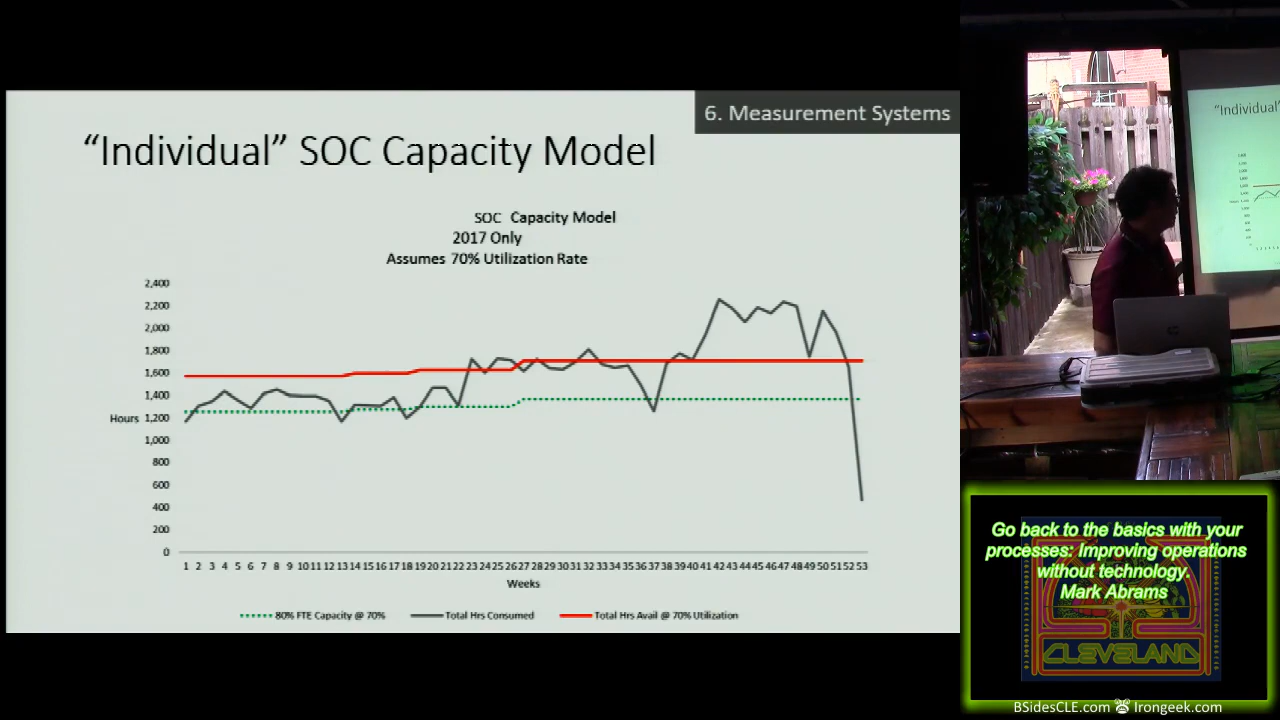 6. Measurement Systems
“Individual” SOC Capacity Model
SOC Capacity Model
2017 Only
Assumes 70% Utilization Rate
2,400
2,200
2,000
1,800
1,600
1,400
1,200
1,000
800
600
400
200
0
Hours
1 2 3 4 5 6 7 8 9 10 11 12 13 14 15 16 17 18 19 20 21 22 23 24 25 26 27 28 29 30 31 32 33 34 35 36 37 38 39 40 41 42 43 44 45 46 47 48 49 50 51 52 53
Weeks
80% FTE Capacity @ 70% Total Hrs Consumed Total Hrs Avail @ 70% Utilization
"Individual"
Go back to the basics with your
processes: Improving operations
without technology.
Mark Abrams
CLEVELAND
BSidesCLE.com Irongeek.com